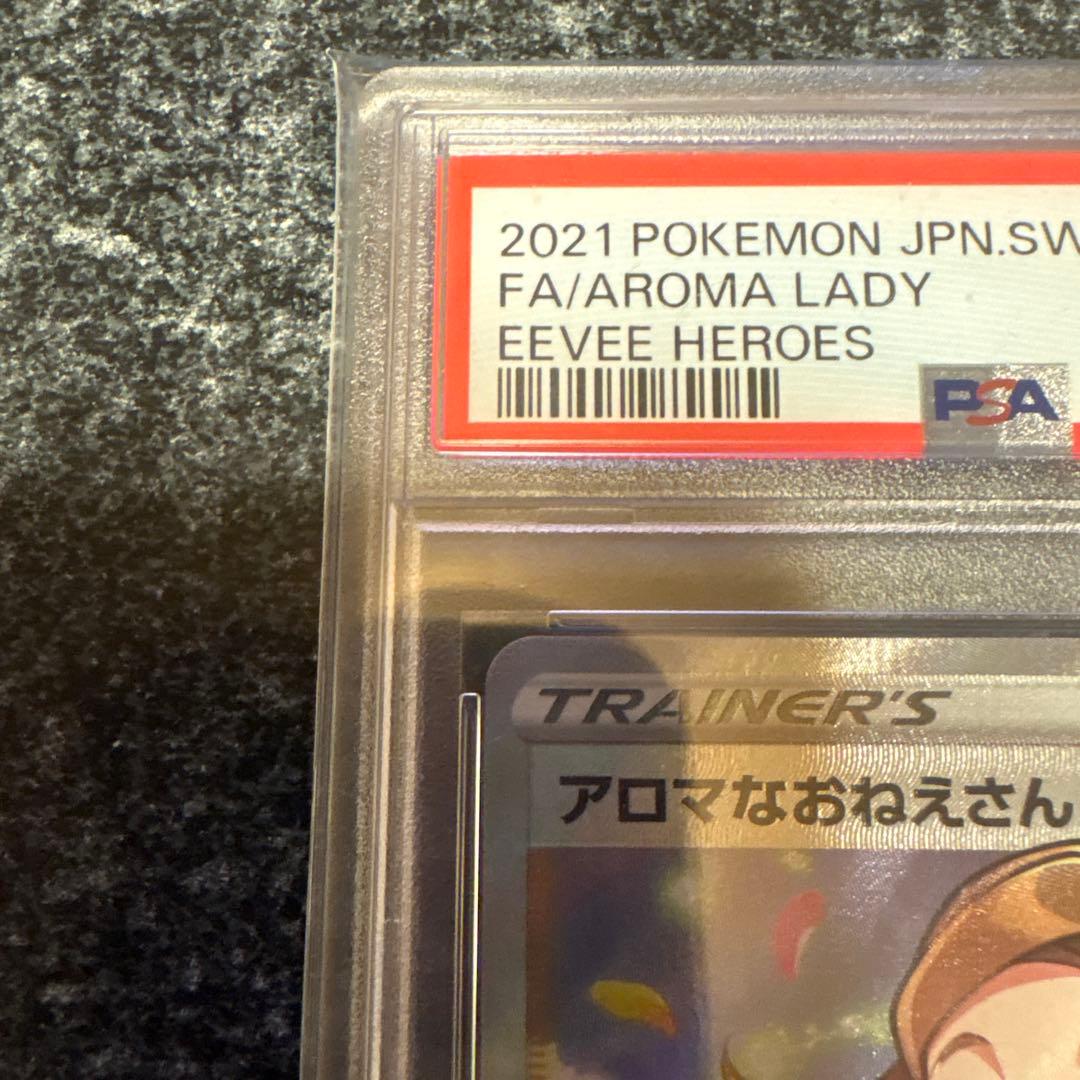 2021 POKEMON JPN.SW
FA/AROMA LADY
EEVEE HEROES
PSA
TRAINER'S
アロマなおねえさん